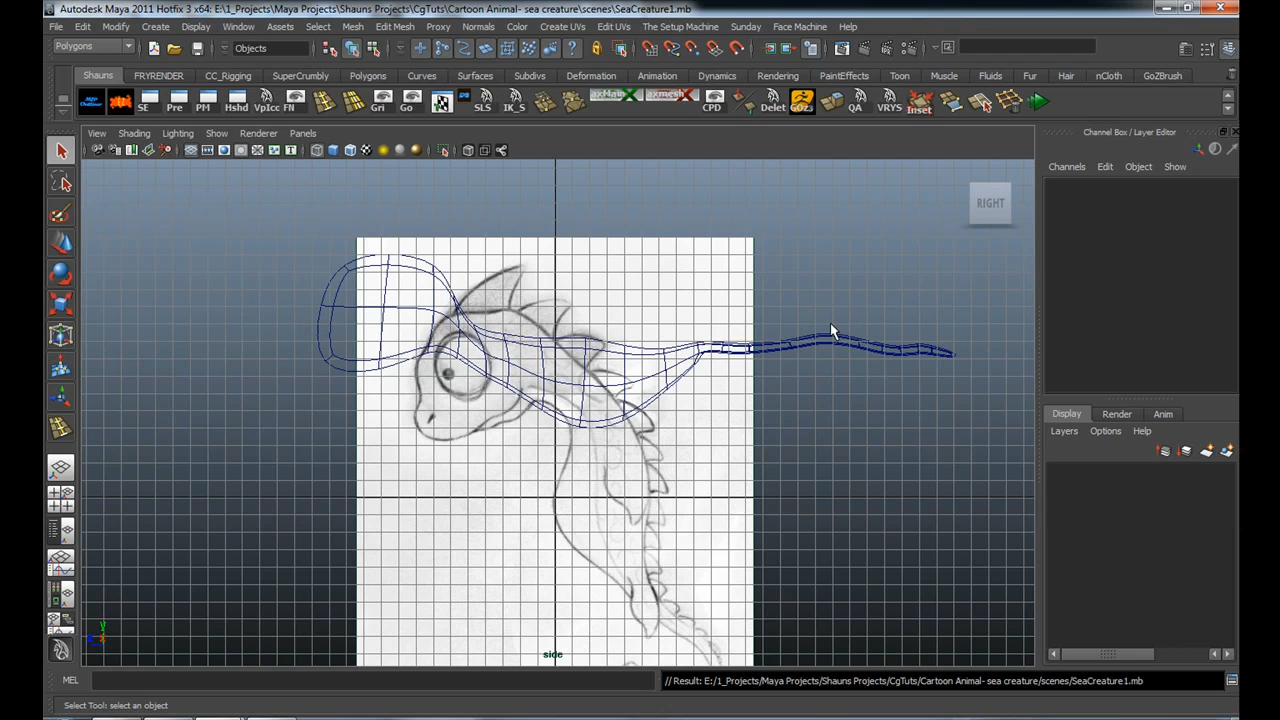 Autodesk Maya 2011 Hotfix 3 x64: E:\1_Projects\Maya Projects\Shauns Projects\CgTuts\Cartoon Animal- sea creature\scenes\SeaCreature1.mb
File Edit Modify Create Display Window Assets Select Mesh Edit Mesh Proxy Normals Color Create UVs Edit UVs The Setup Machine Muscle Face Machine Help
Polygons Objects
Shauns FRYRENDER CC_Rigging SuperCrumbly Polygons Curves Surfaces Subdivs Deformation Animation Dynamics Rendering PaintEffects Toon Muscle Fluids Fur Hair nCloth GoZBrush
SE Pre PM Hshd VpIcc FN Gri Go SLS IK_S axMain axmesh CPD Delet GOz3 QA VRYS Inset
View Shading Lighting Show Renderer Panels
Channel Box / Layer Editor
Channels Edit Object Show
RIGHT
Display Render Anim
Layers Options Help
side
MEL // Result: E:/1_Projects/Maya Projects/Shauns Projects/CgTuts/Cartoon Animal- sea creature/scenes/SeaCreature1.mb
Select Tool: select an object